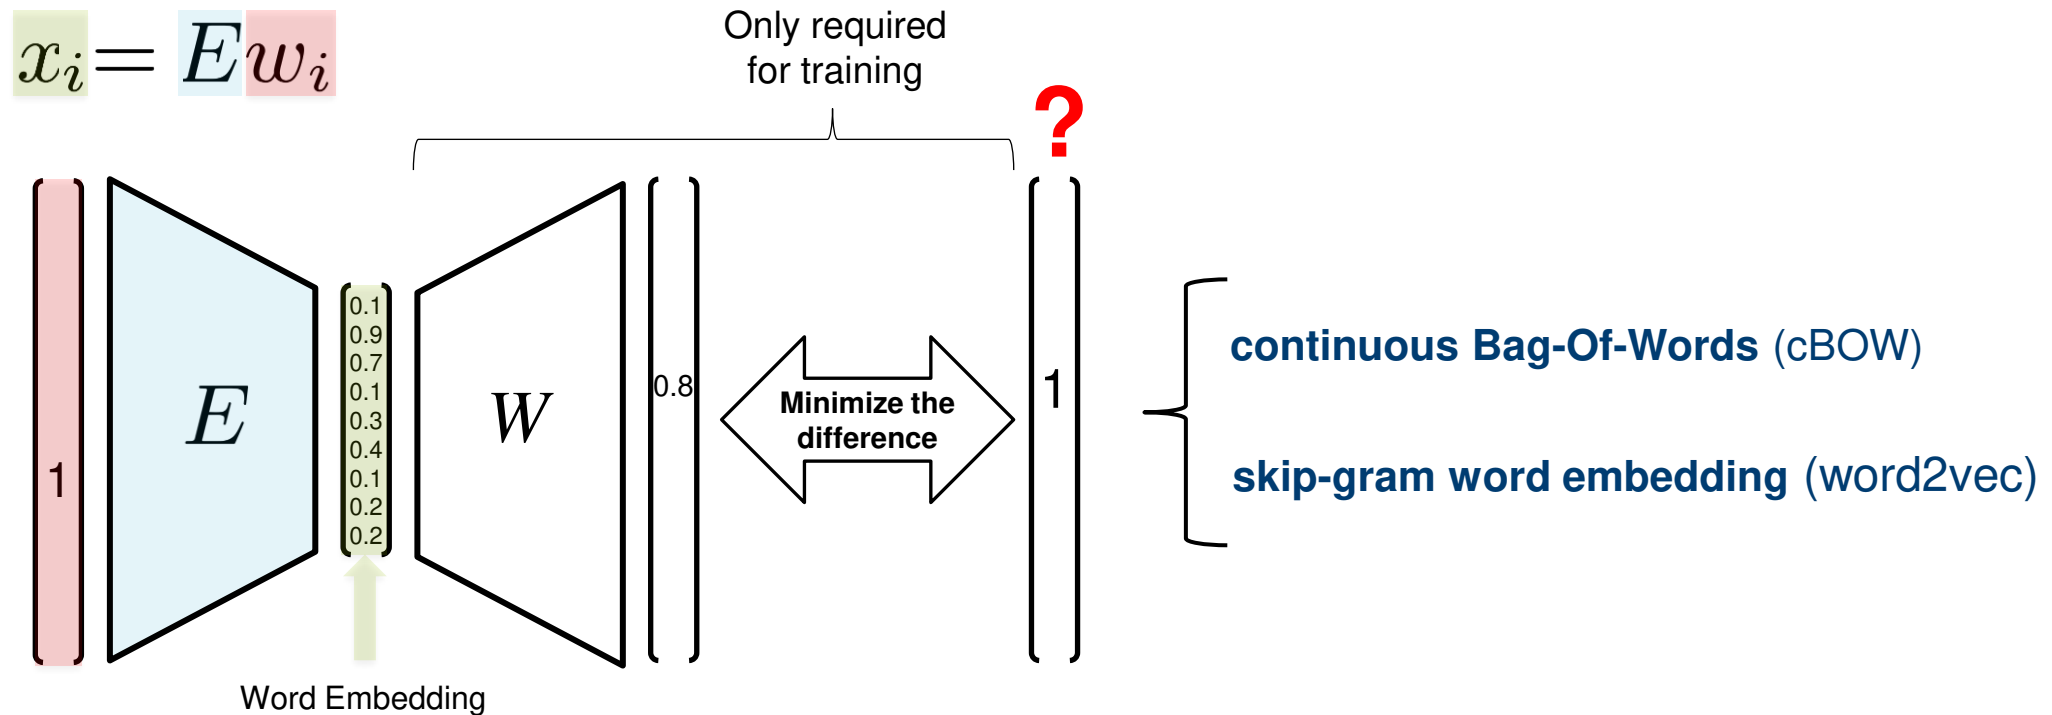 x_i = E w_i
Only required
for training
?
1
E
0.1
0.9
0.7
0.1
0.3
0.4
0.1
0.2
0.2
W
0.8
Minimize the
difference
1
continuous Bag-Of-Words (cBOW)
skip-gram word embedding (word2vec)
Word Embedding